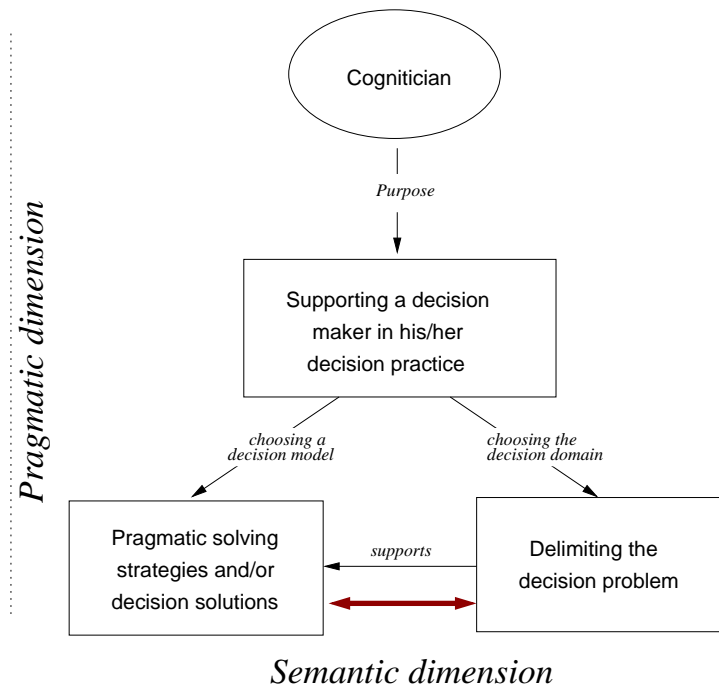 Cognitician
Purpose
Supporting a decision
maker in his/her
decision practice
choosing a
decision model
choosing the
decision domain
Pragmatic solving
strategies and/or
decision solutions
supports
Delimiting the
decision problem
Pragmatic dimension
Semantic dimension